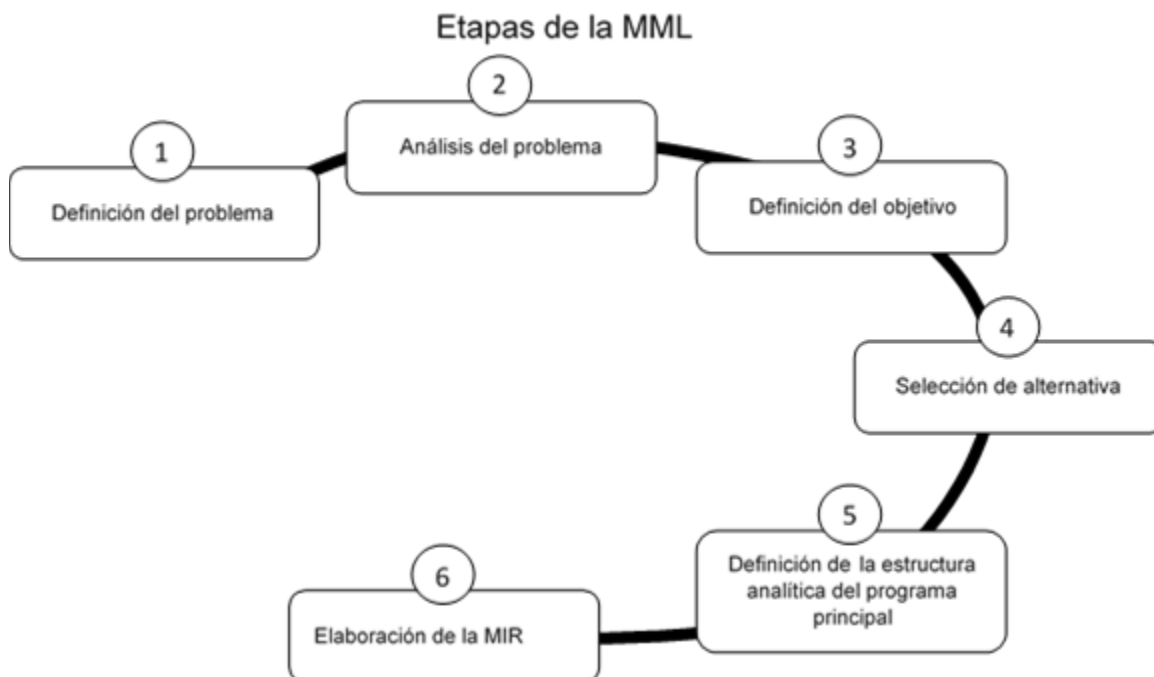 Etapas de la MML
1
Definición del problema
2
Análisis del problema
3
Definición del objetivo
4
Selección de alternativa
5
Definición de la estructura
analítica del programa
principal
6
Elaboración de la MIR